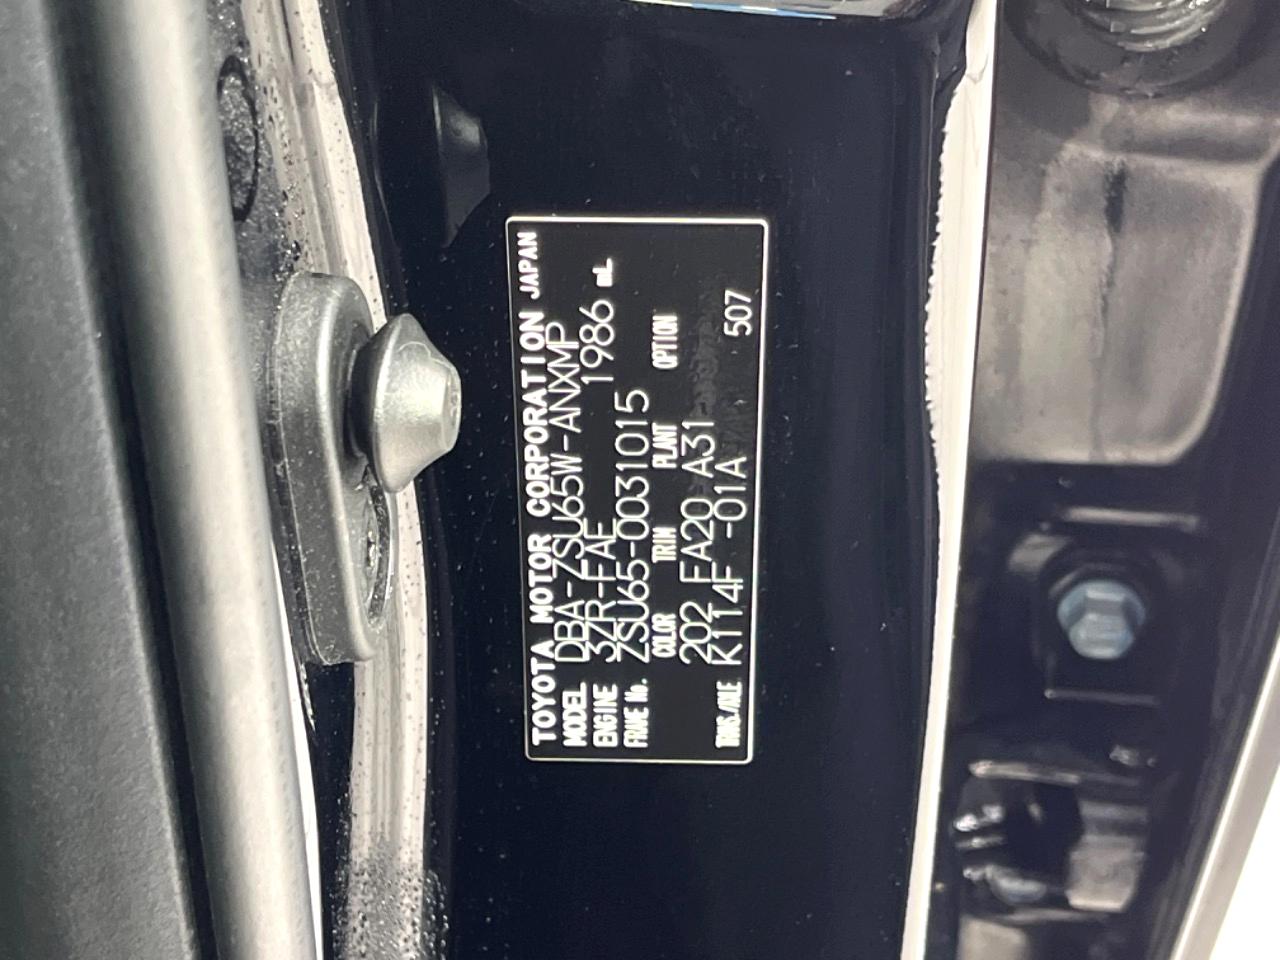 TOYOTA MOTOR CORPORATION JAPAN
MODEL DBA-ZSU65W-ANXMP
ENGINE 3ZR-FAE 1986 mL
FRAME No. ZSU65-0031015
COLOR TRIM PLANT OPTION
202 FA20 A31
TRANS./AXLE K114F -01A 507